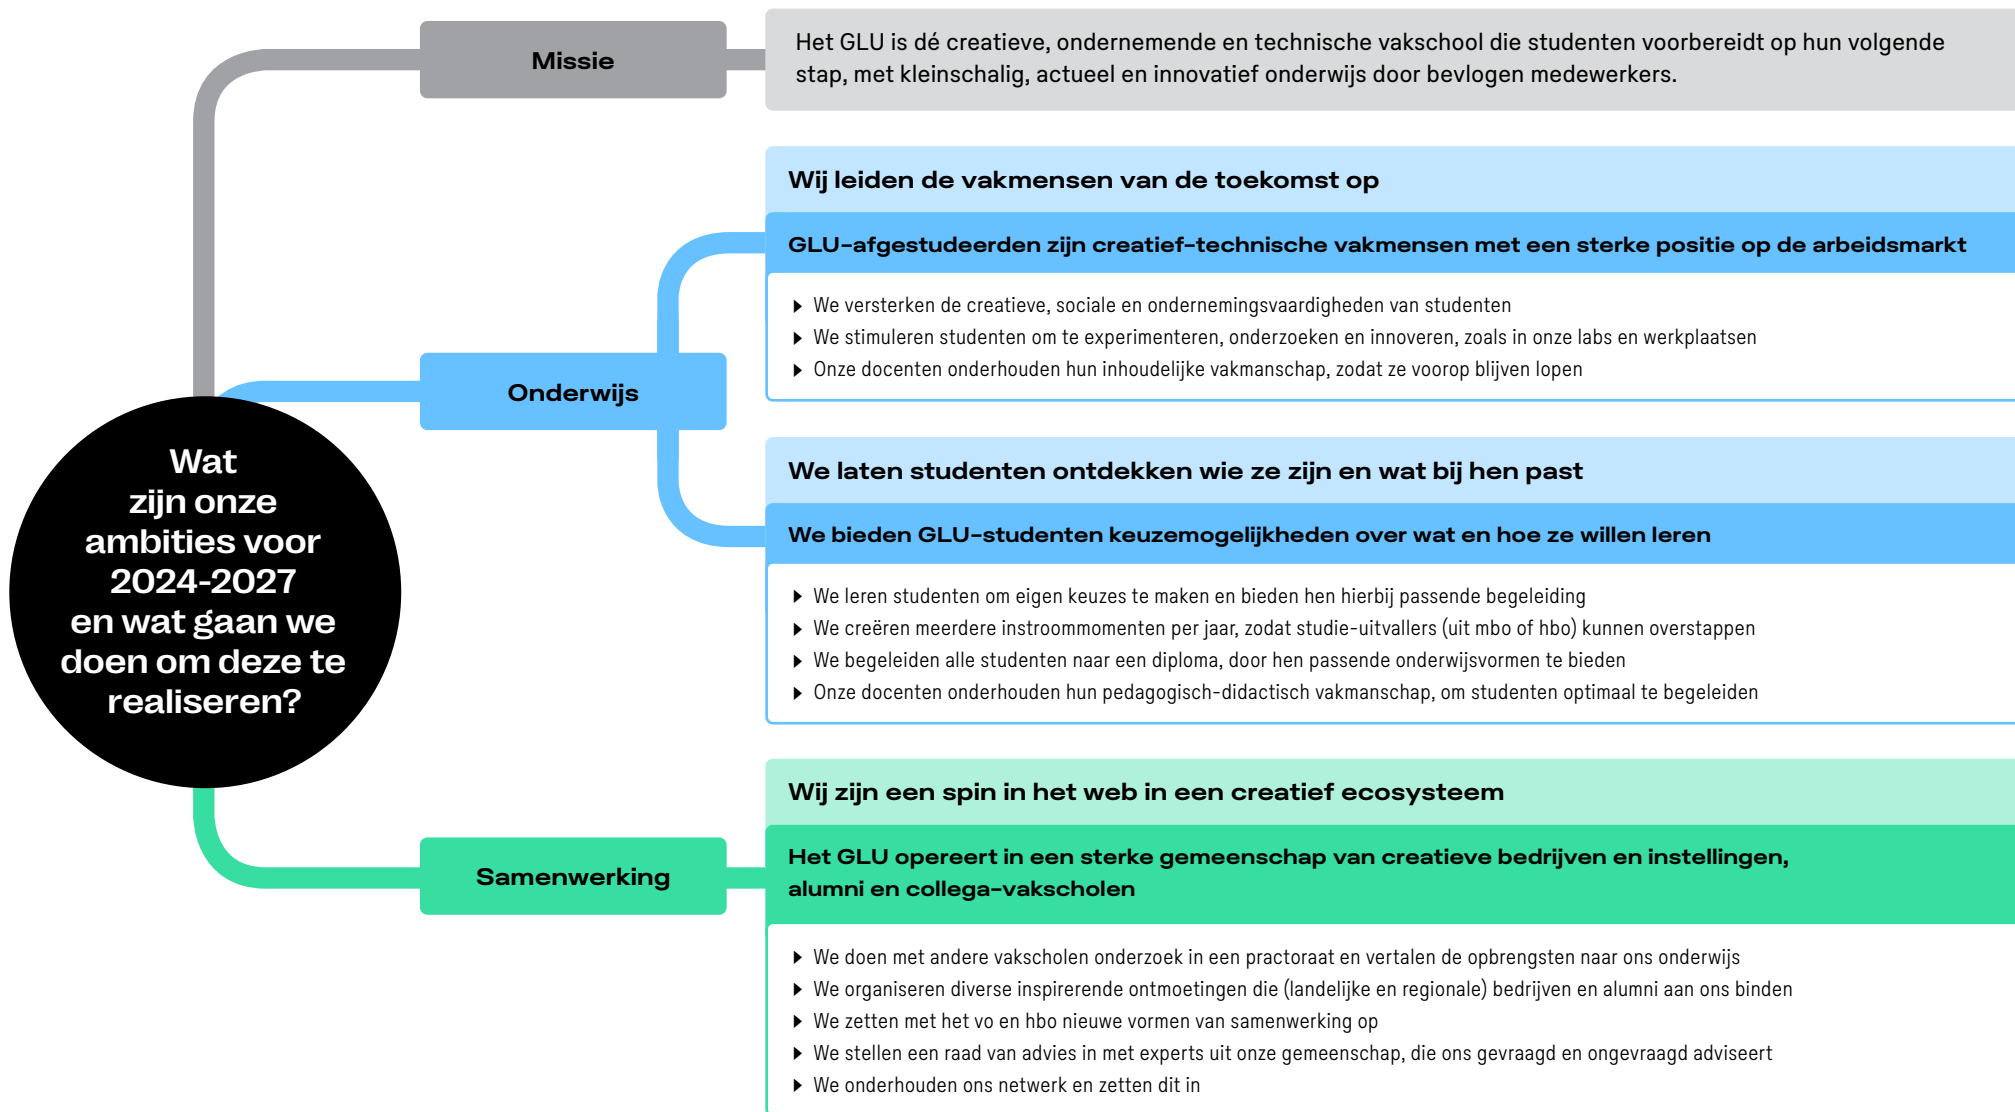 Missie
Het GLU is dé creatieve, ondernemende en technische vakschool die studenten voorbereidt op hun volgende
stap, met kleinschalig, actueel en innovatief onderwijs door bevlogen medewerkers.
Wat
zijn onze
ambities voor
2024-2027
en wat gaan we
doen om deze te
realiseren?
Onderwijs
Wij leiden de vakmensen van de toekomst op
GLU-afgestudeerden zijn creatief-technische vakmensen met een sterke positie op de arbeidsmarkt
We versterken de creatieve, sociale en ondernemingsvaardigheden van studenten
We stimuleren studenten om te experimenteren, onderzoeken en innoveren, zoals in onze labs en werkplaatsen
Onze docenten onderhouden hun inhoudelijke vakmanschap, zodat ze voorop blijven lopen
We laten studenten ontdekken wie ze zijn en wat bij hen past
We bieden GLU-studenten keuzemogelijkheden over wat en hoe ze willen leren
We leren studenten om eigen keuzes te maken en bieden hen hierbij passende begeleiding
We creëren meerdere instroommomenten per jaar, zodat studie-uitvallers (uit mbo of hbo) kunnen overstappen
We begeleiden alle studenten naar een diploma, door hen passende onderwijsvormen te bieden
Onze docenten onderhouden hun pedagogisch-didactisch vakmanschap, om studenten optimaal te begeleiden
Samenwerking
Wij zijn een spin in het web in een creatief ecosysteem
Het GLU opereert in een sterke gemeenschap van creatieve bedrijven en instellingen,
alumni en collega-vakscholen
We doen met andere vakscholen onderzoek in een practoraat en vertalen de opbrengsten naar ons onderwijs
We organiseren diverse inspirerende ontmoetingen die (landelijke en regionale) bedrijven en alumni aan ons binden
We zetten met het vo en hbo nieuwe vormen van samenwerking op
We stellen een raad van advies in met experts uit onze gemeenschap, die ons gevraagd en ongevraagd adviseert
We onderhouden ons netwerk en zetten dit in